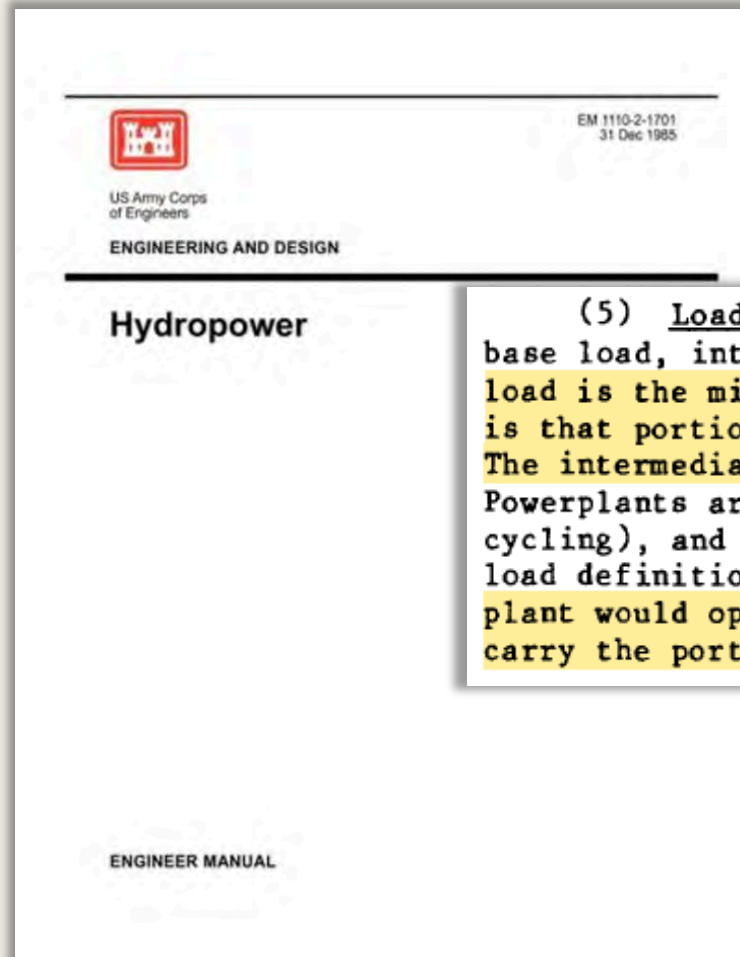 EM 1110-2-1701
31 Dec 1985
US Army Corps
of Engineers
ENGINEERING AND DESIGN
Hydropower
(5) Load
base load, int
load is the mi
is that portio
The intermedia
Powerplants ar
cycling), and
load definitio
plant would op
carry the port
ENGINEER MANUAL